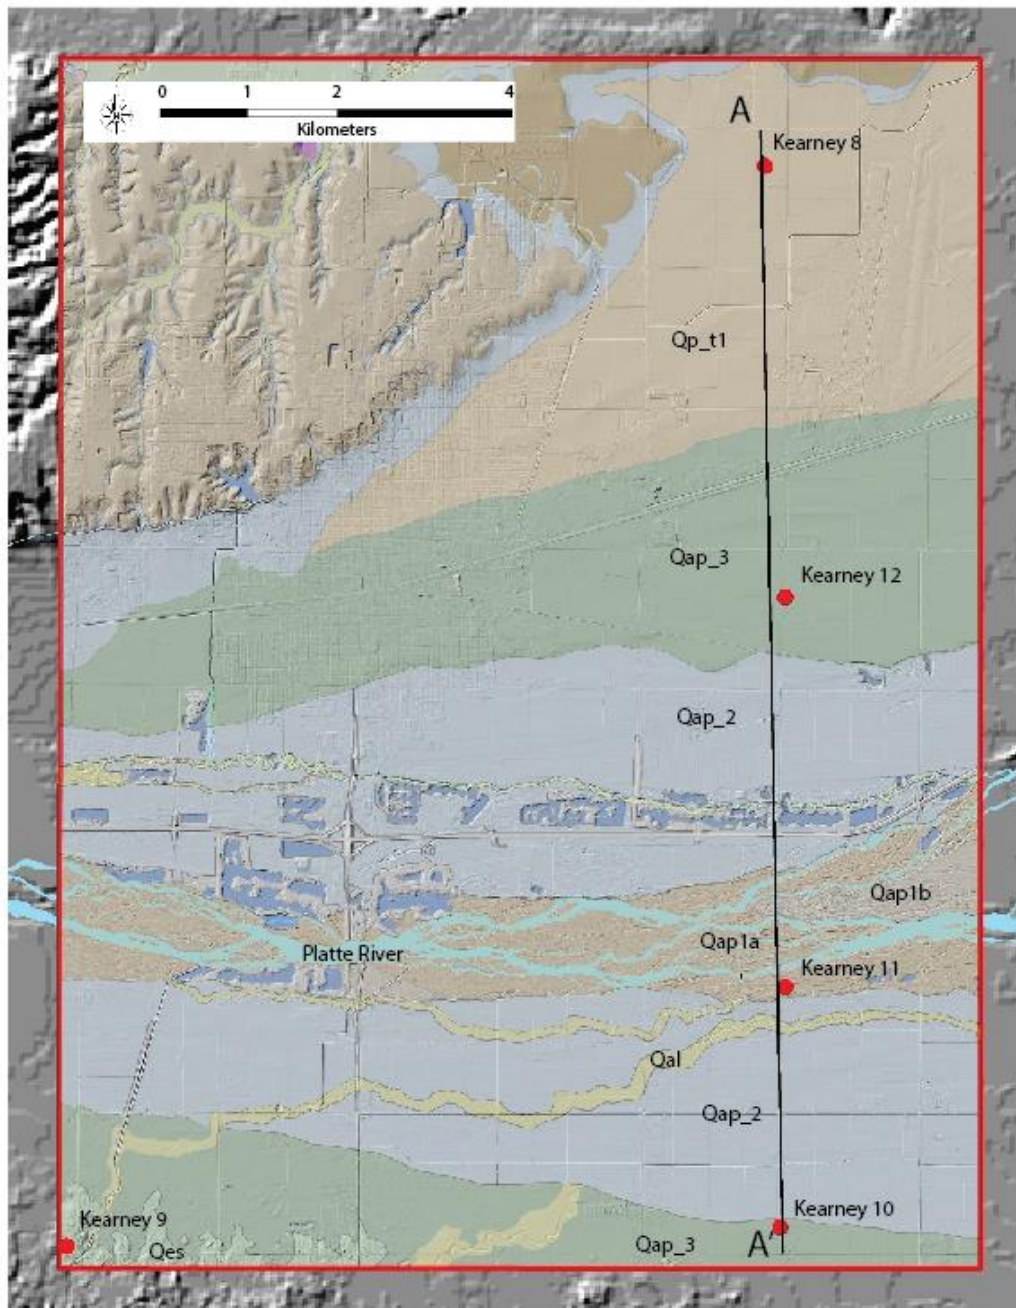 0 1 2 4
Kilometers
A
Kearney 8
Qp_t1
Qap_3
Kearney 12
Qap_2
Qap1b
Qap1a
Platte River
Kearney 11
Qal
Qap_2
Kearney 10
Kearney 9
Qes
Qap_3
A'